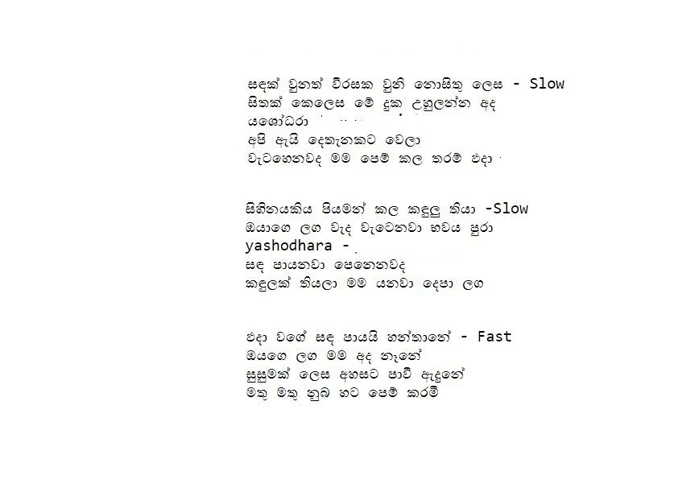 සඳක් වුනත් වීරසක වුනි නොසිතු ලෙස - Slow
සිතක් කෙලෙස මේ දුක උහුලන්න අද
යශෝධරා
අපි ඇයි දෙතැනකට වෙලා
වැටහෙනවද මම පෙම් කල තරම් එදා
සිහිනයකිය පියමන් කල කඳුලු තියා -Slow
ඔයාගෙ ලග වැද වැටෙනවා භවය පුරා
yashodhara -
සඳ පායනවා පෙනෙනවද
කඳුලක් තියලා මම යනවා දෙපා ලග
එදා වගේ සඳ පායයි හන්තානේ - Fast
ඔයගෙ ලග මම අද නෑනේ
සුසුමක් ලෙස අහසට පාවී ඇදුනේ
මතු මතු නුබ හට පෙම් කරමී